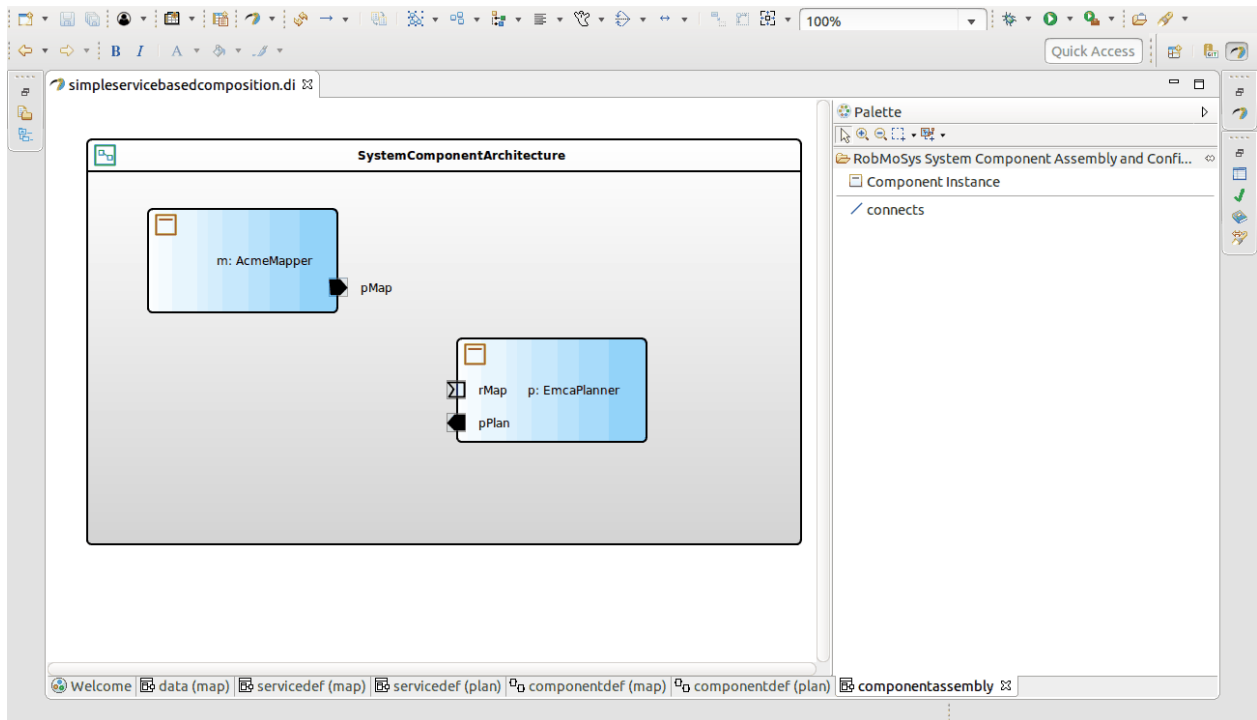 100%
B I A
Quick Access
simpleservicebasedcomposition.di
Palette
RobMoSys System Component Assembly and Confi...
Component Instance
connects
SystemComponentArchitecture
m: AcmeMapper
pMap
rMap p: EmcaPlanner
pPlan
Welcome data (map) servicedef (map) servicedef (plan) componentdef (map) componentdef (plan) componentassembly